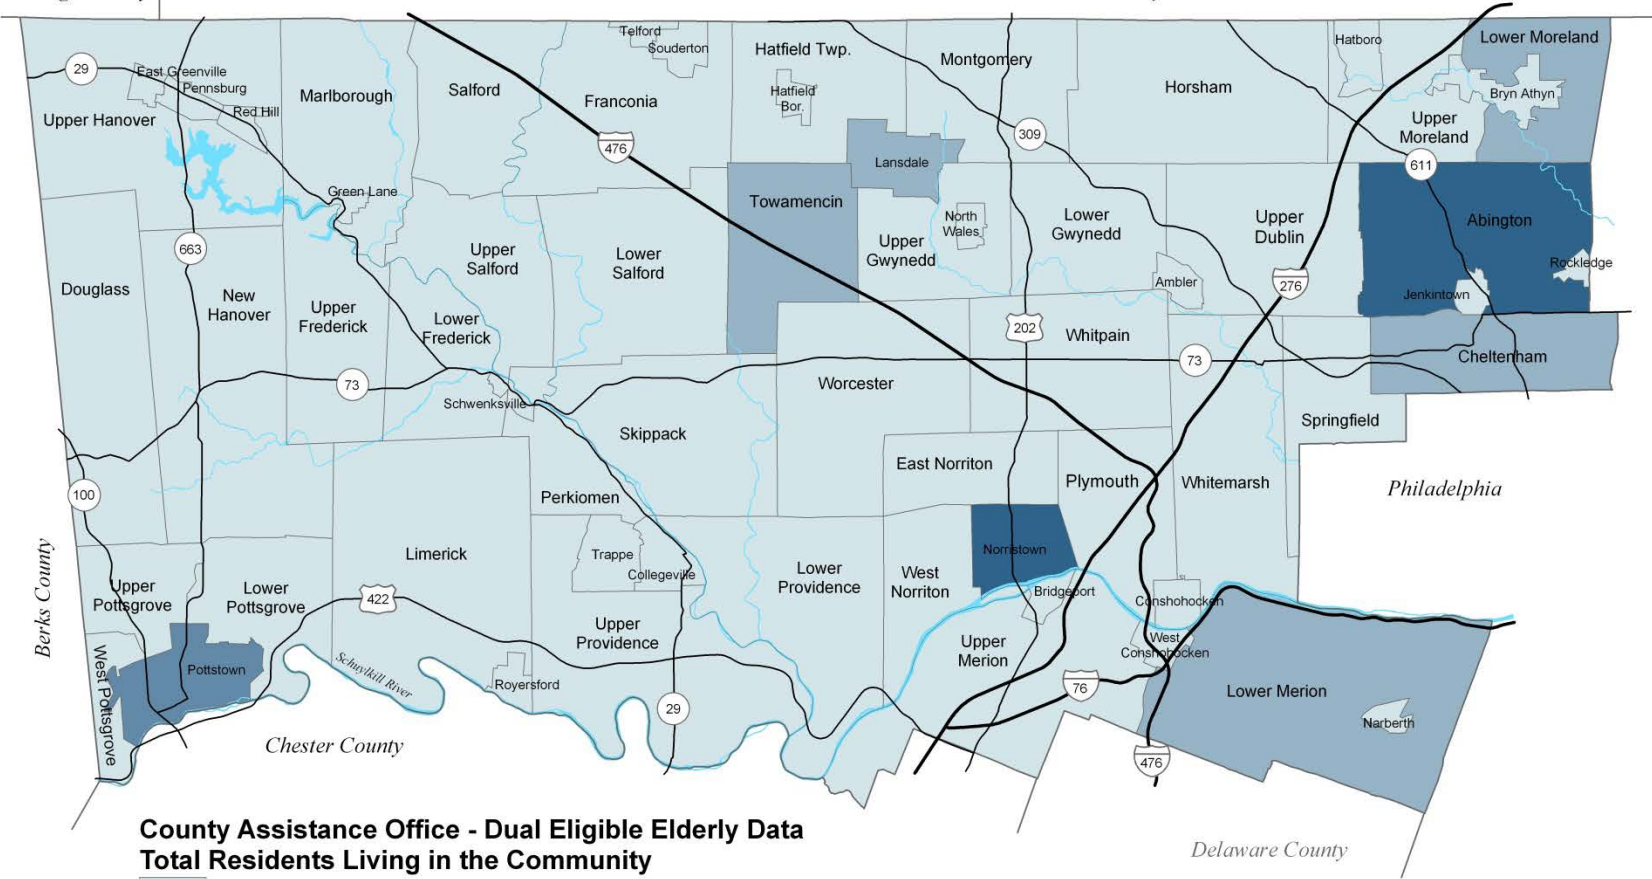 Telford
Souderton
Hatfield Twp.
Montgomery
Hatboro
Lower Moreland
29
East Greenville
Pennsburg
Marlborough
Salford
Franconia
Hatfield
Bor.
Horsham
Bryn Athyn
Red Hill
Upper Hanover
476
309
Upper
Moreland
611
Lansdale
Green Lane
Towamencin
North
Wales
Lower
Gwynedd
Upper
Dublin
Abington
663
Upper
Salford
Lower
Salford
Upper
Gwynedd
Rockledge
Douglass
New
Hanover
Upper
Frederick
Lower
Frederick
Ambler
276
Jenkintown
202
Whitpain
73
Cheltenham
73
Worcester
Schwenksville
Skippack
Springfield
East Norriton
Plymouth
Whitemarsh
Philadelphia
100
Perkiomen
Berks County
Limerick
Trappe
Collegeville
Norristown
Upper
Pottsgrove
Lower
Pottsgrove
422
Lower
Providence
West
Norriton
Bridgeport
Conshohocken
Upper
Providence
Upper
Merion
West
Conshohocken
West Pottsgrove
Pottstown
Schuylkill River
Royersford
76
Lower Merion
29
Narberth
Chester County
476
County Assistance Office - Dual Eligible Elderly Data
Total Residents Living in the Community
Delaware County